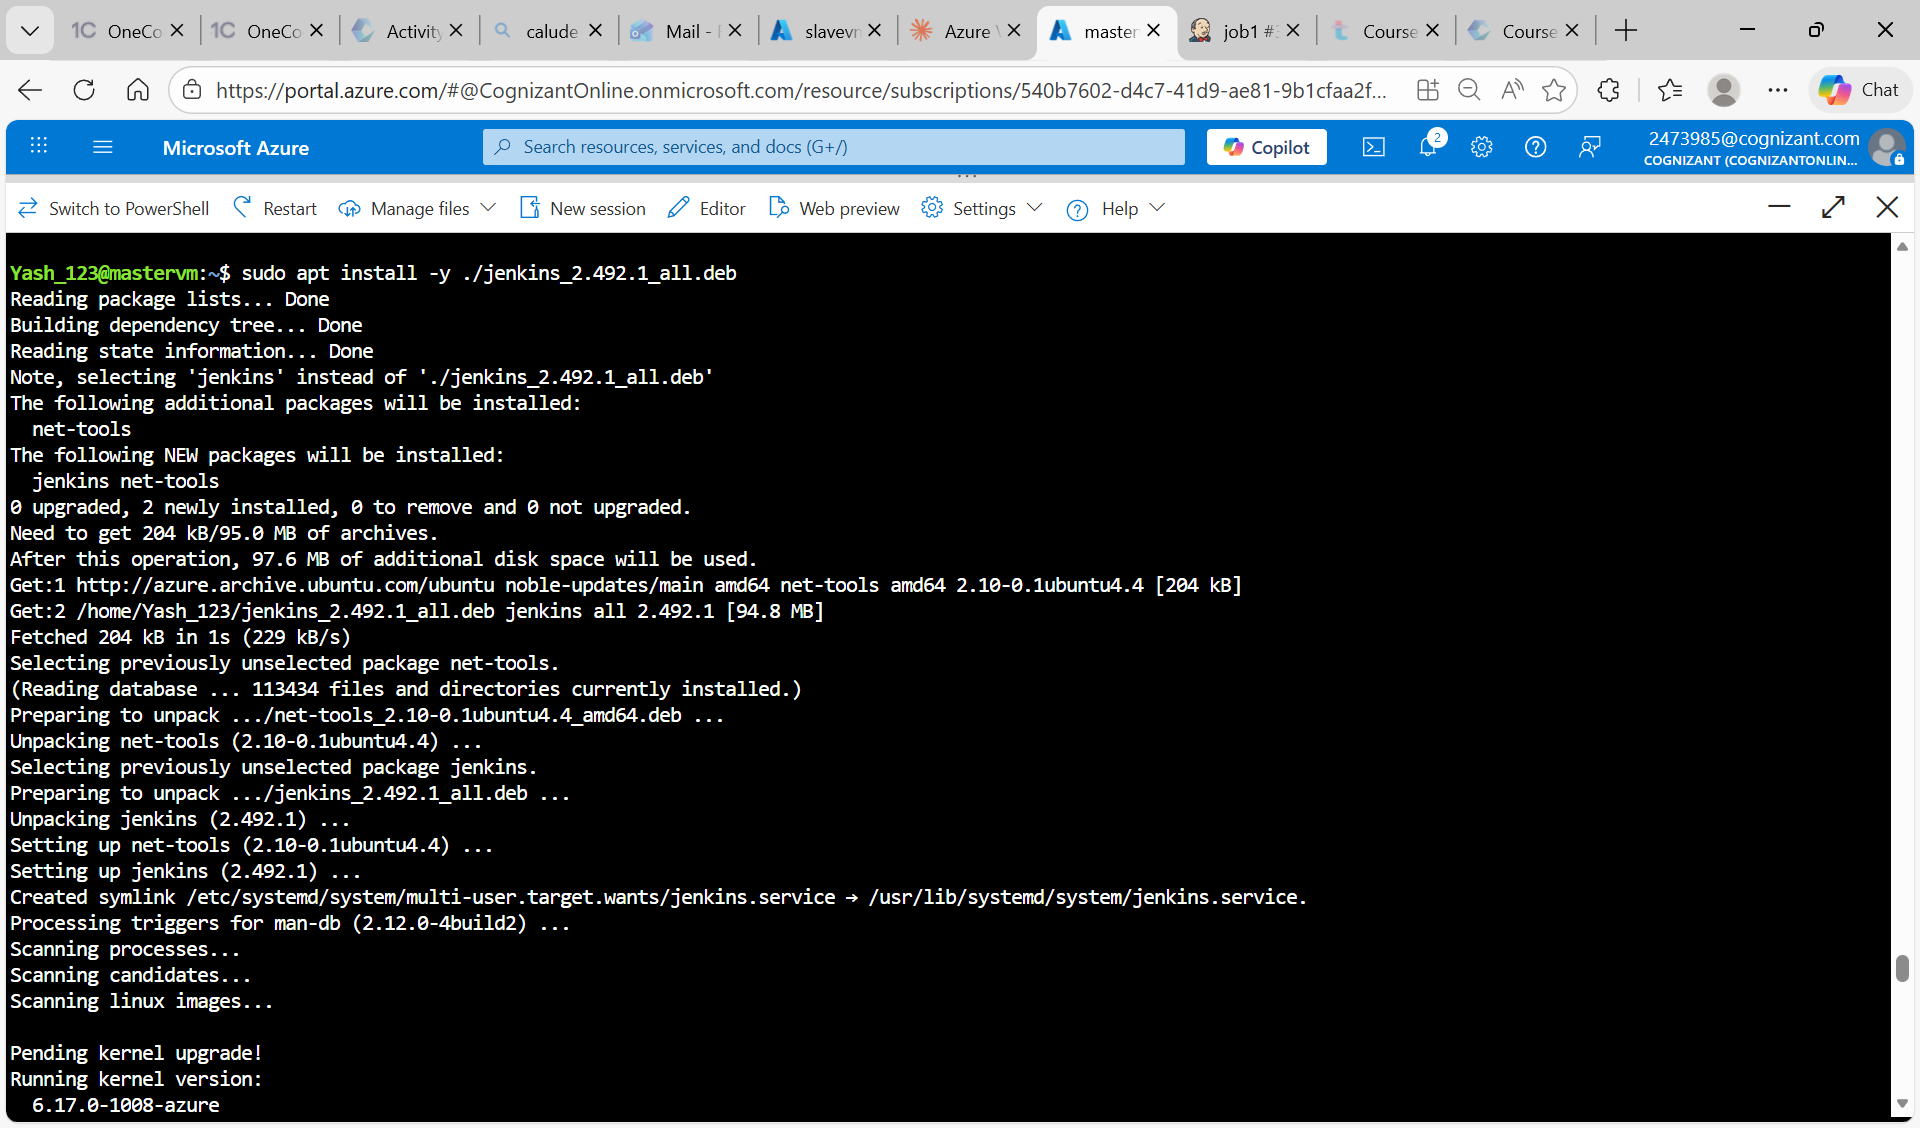 OneCo
OneCo
Activity
calude
Mail -
slavevr
Azure
master
job1 #
Course
Course
https://portal.azure.com/#@CognizantOnline.onmicrosoft.com/resource/subscriptions/540b7602-d4c7-41d9-ae81-9b1cfaa2f...
Chat
Microsoft Azure
Search resources, services, and docs (G+/)
Copilot
2
2473985@cognizant.com
COGNIZANT (COGNIZANTONLIN...
Switch to PowerShell
Restart
Manage files
New session
Editor
Web preview
Settings
Help
Yash_123@mastervm:~$ sudo apt install -y ./jenkins_2.492.1_all.deb
Reading package lists... Done
Building dependency tree... Done
Reading state information... Done
Note, selecting 'jenkins' instead of './jenkins_2.492.1_all.deb'
The following additional packages will be installed:
net-tools
The following NEW packages will be installed:
jenkins net-tools
0 upgraded, 2 newly installed, 0 to remove and 0 not upgraded.
Need to get 204 kB/95.0 MB of archives.
After this operation, 97.6 MB of additional disk space will be used.
Get:1 http://azure.archive.ubuntu.com/ubuntu noble-updates/main amd64 net-tools amd64 2.10-0.1ubuntu4.4 [204 kB]
Get:2 /home/Yash_123/jenkins_2.492.1_all.deb jenkins all 2.492.1 [94.8 MB]
Fetched 204 kB in 1s (229 kB/s)
Selecting previously unselected package net-tools.
(Reading database ... 113434 files and directories currently installed.)
Preparing to unpack .../net-tools_2.10-0.1ubuntu4.4_amd64.deb ...
Unpacking net-tools (2.10-0.1ubuntu4.4) ...
Selecting previously unselected package jenkins.
Preparing to unpack .../jenkins_2.492.1_all.deb ...
Unpacking jenkins (2.492.1) ...
Setting up net-tools (2.10-0.1ubuntu4.4) ...
Setting up jenkins (2.492.1) ...
Created symlink /etc/systemd/system/multi-user.target.wants/jenkins.service → /usr/lib/systemd/system/jenkins.service.
Processing triggers for man-db (2.12.0-4build2) ...
Scanning processes...
Scanning candidates...
Scanning linux images...
Pending kernel upgrade!
Running kernel version:
6.17.0-1008-azure